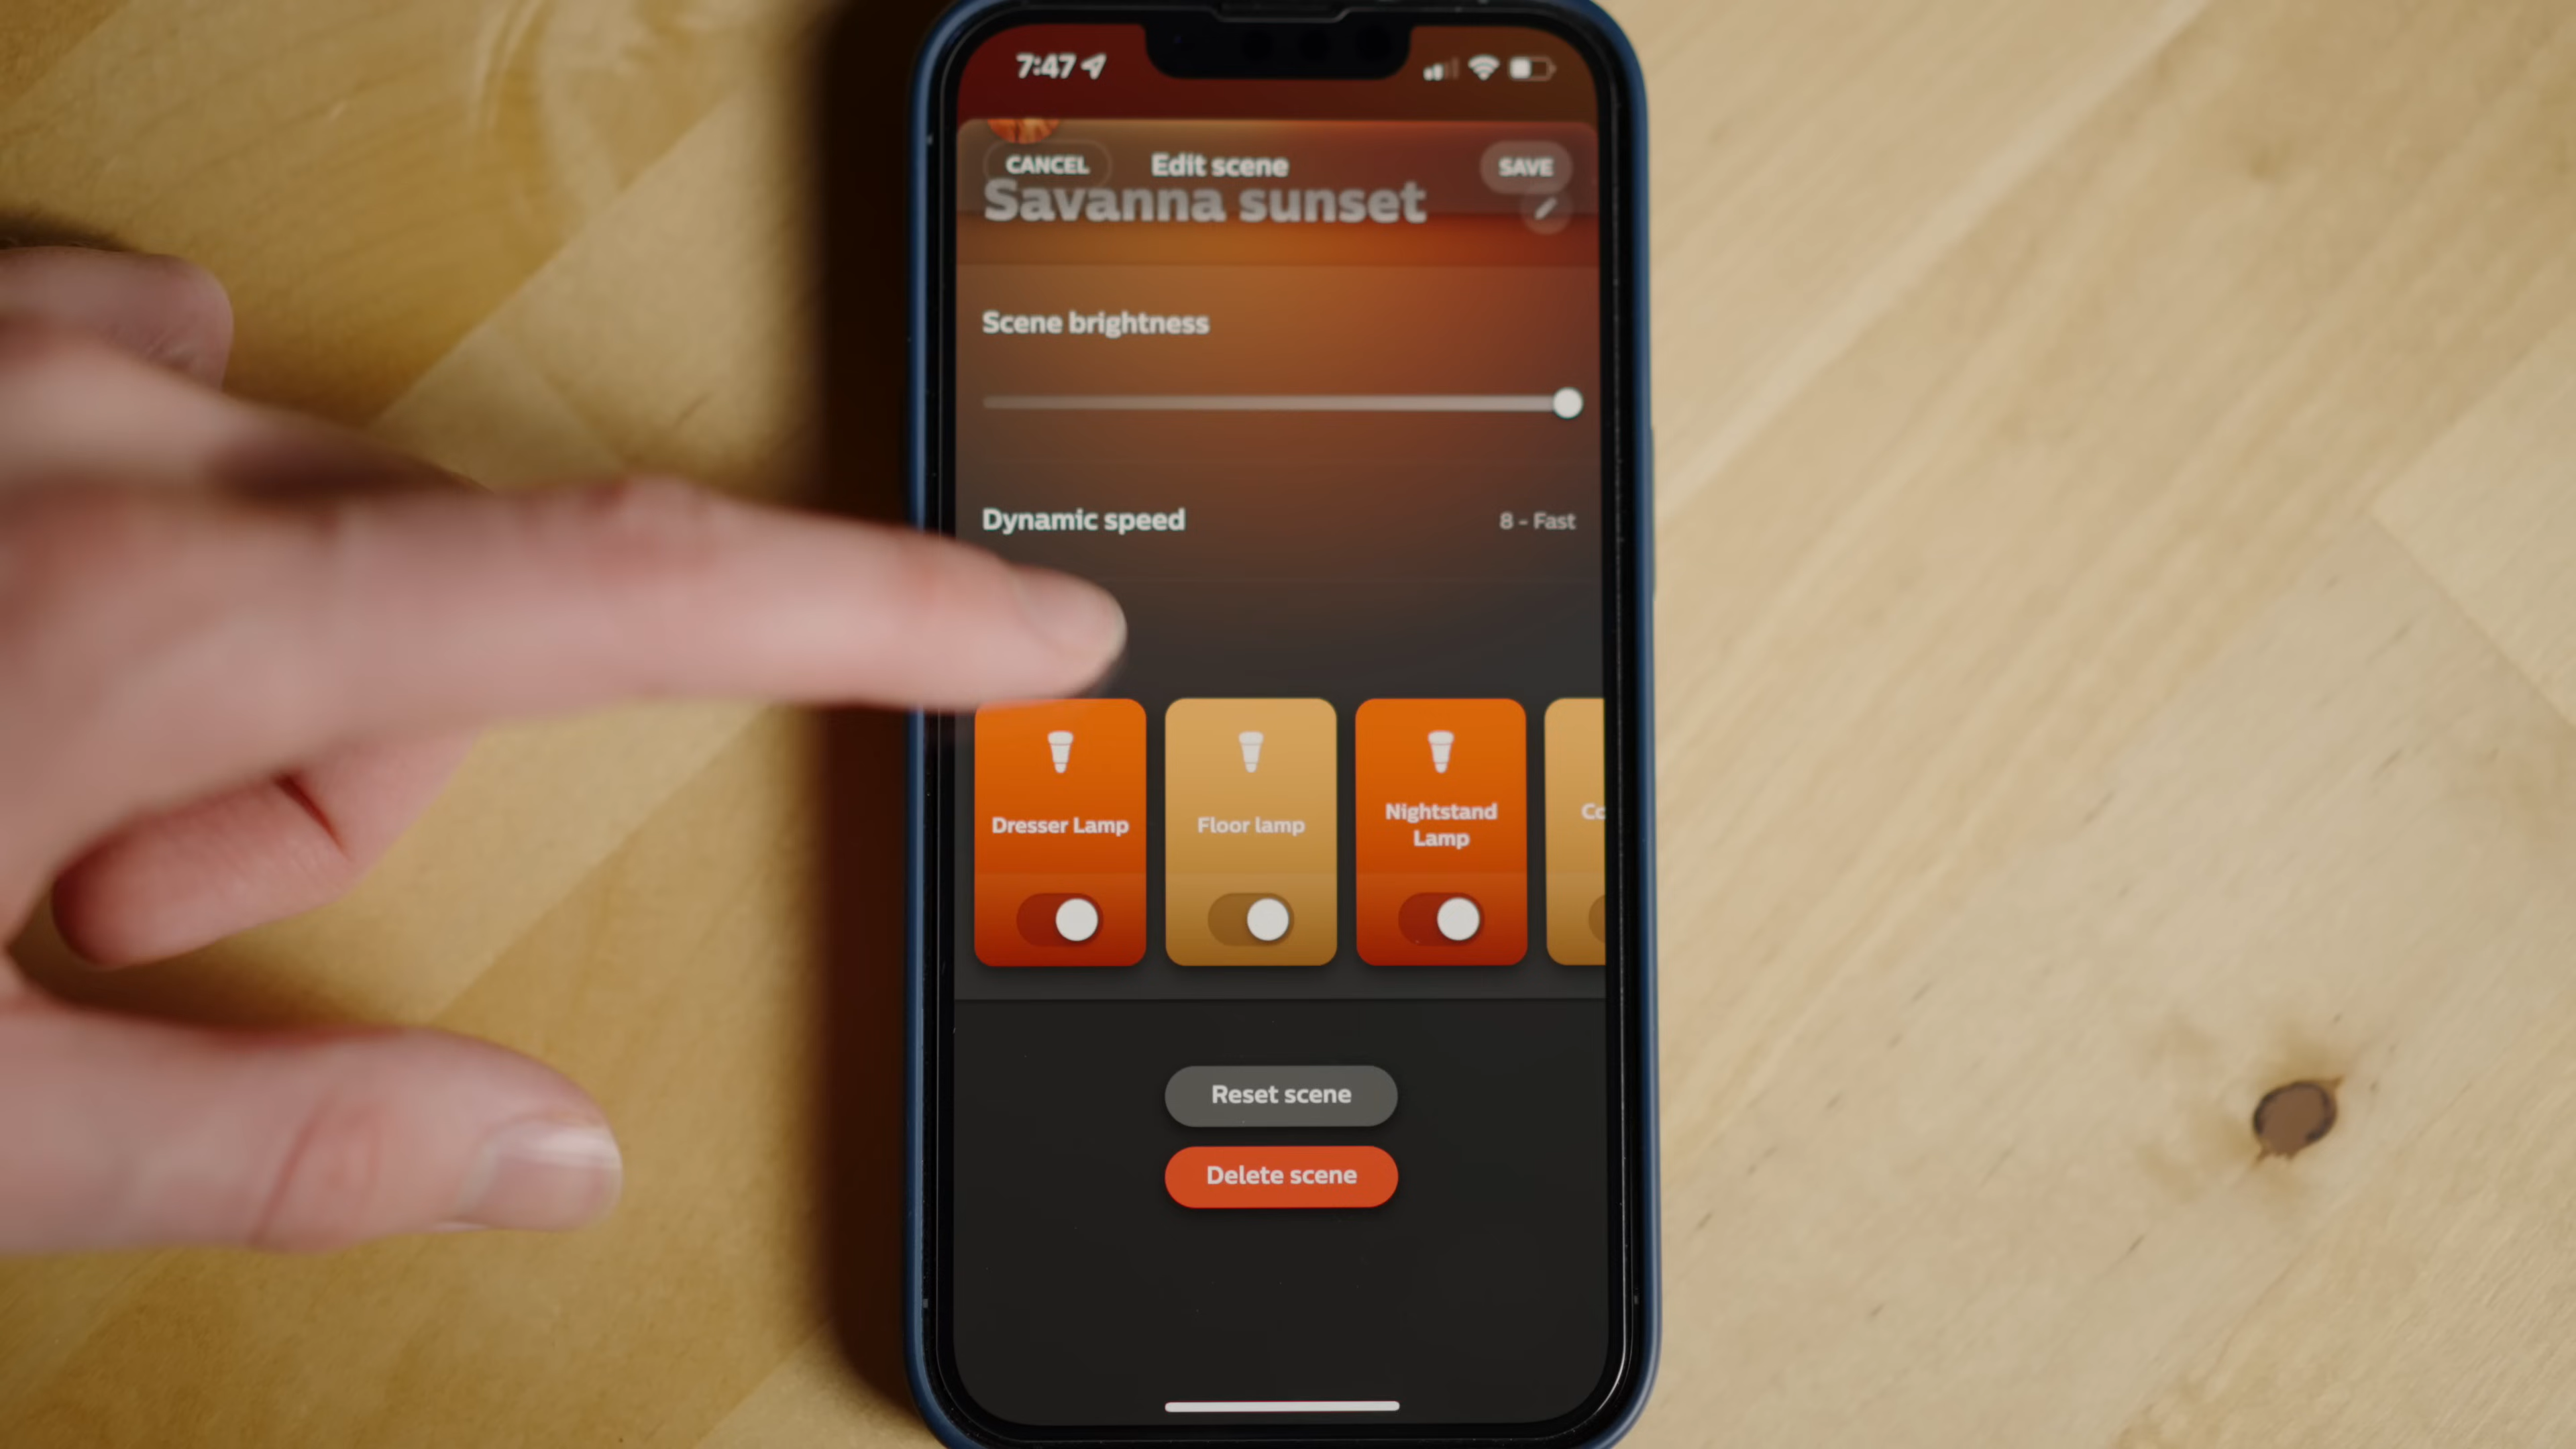 7:47
CANCEL Edit scene SAVE
Savanna sunset
Scene brightness
Dynamic speed 8 - Fast
Dresser Lamp Floor lamp Nightstand Lamp
Reset scene
Delete scene